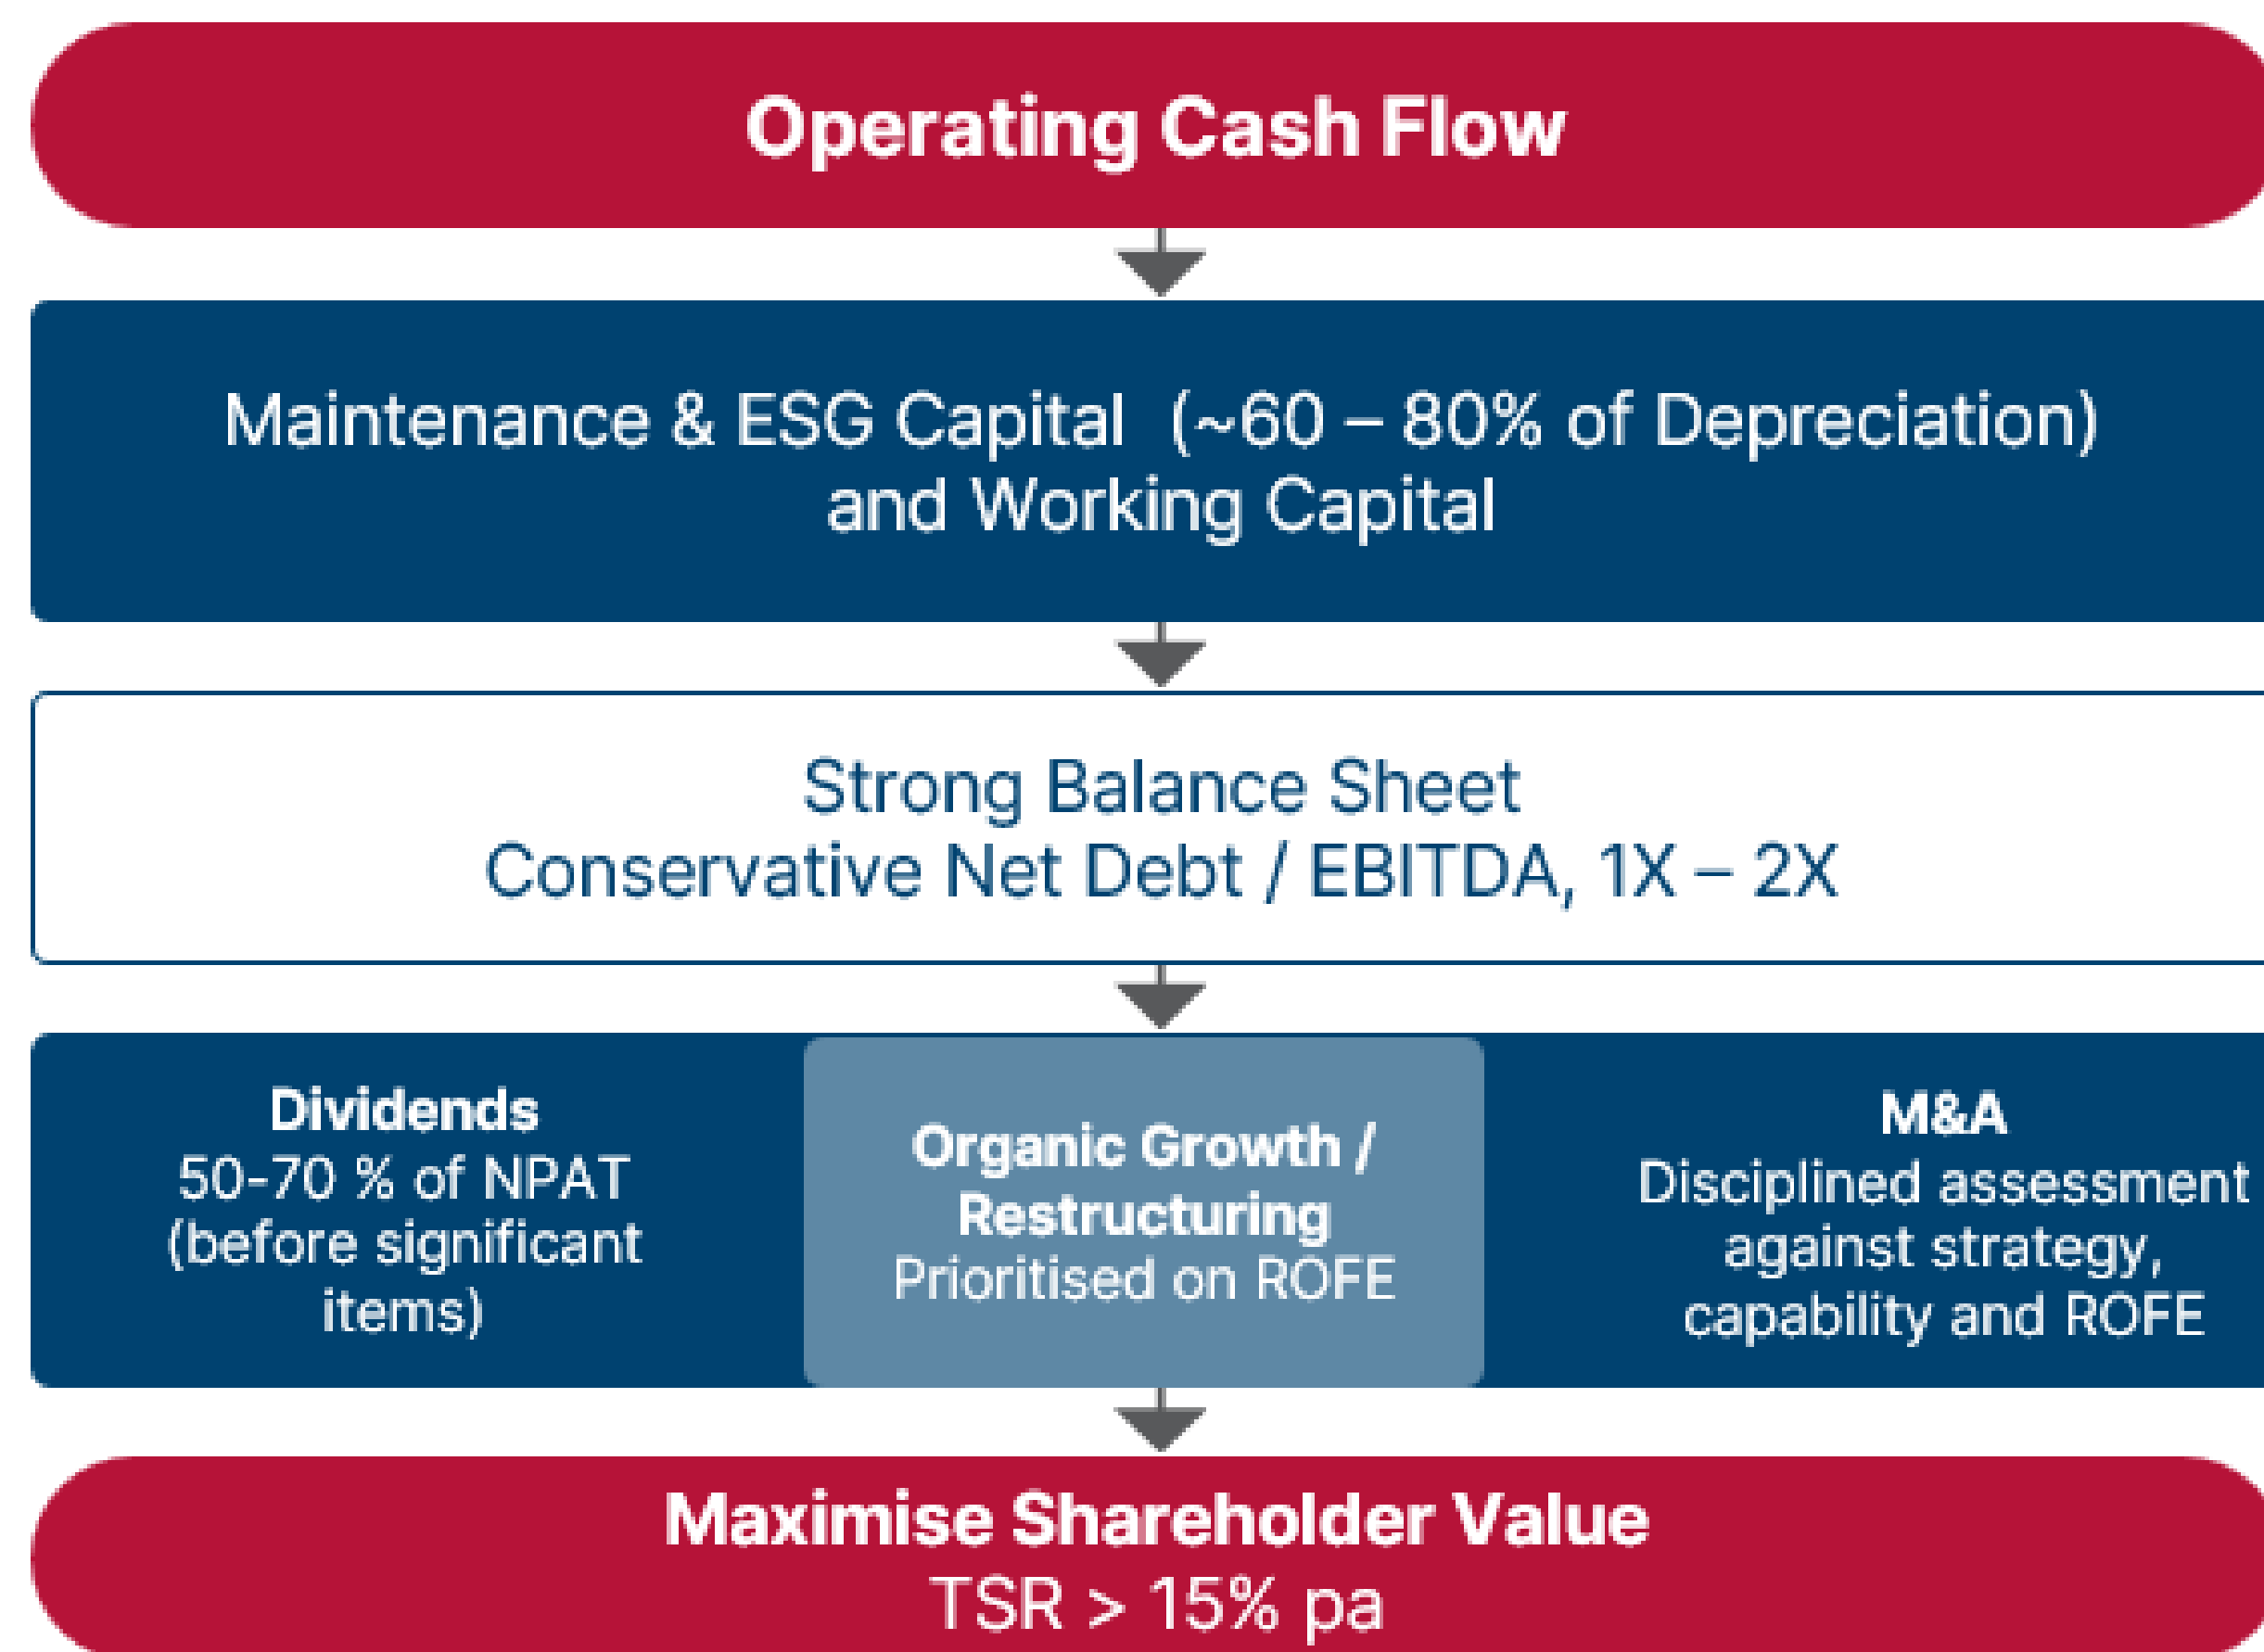 Operating Cash Flow
Maintenance & ESG Capital (~60 – 80% of Depreciation)
and Working Capital
Strong Balance Sheet
Conservative Net Debt / EBITDA, 1X – 2X
Dividends
50-70 % of NPAT
(before significant
items)
Organic Growth /
Restructuring
Prioritised on ROFE
M&A
Disciplined assessment
against strategy,
capability and ROFE
Maximise Shareholder Value
TSR > 15% pa